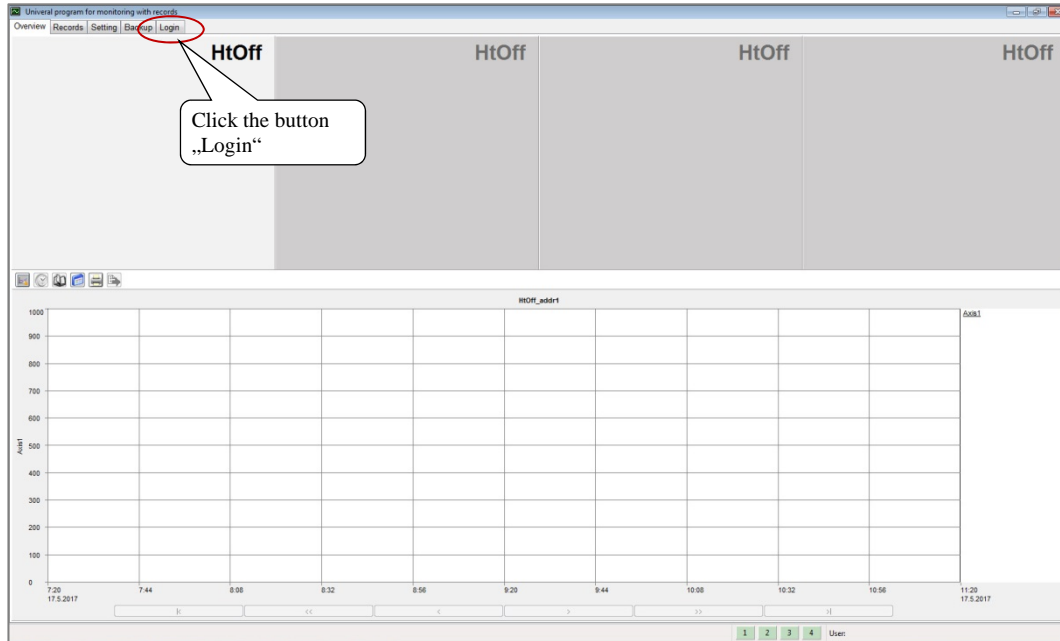 Univeral program for monitoring with records
Overview Records Setting Backup Login
HtOff HtOff HtOff HtOff
Click the button
„Login“
HtOff_addr1
Axis1
1000
900
800
700
600
500
400
300
200
100
0
Axis1
7:20 7:44 8:08 8:32 8:56 9:20 9:44 10:08 10:32 10:56 11:20
17.5.2017 17.5.2017
|< << < > >> >|
1 2 3 4 User: